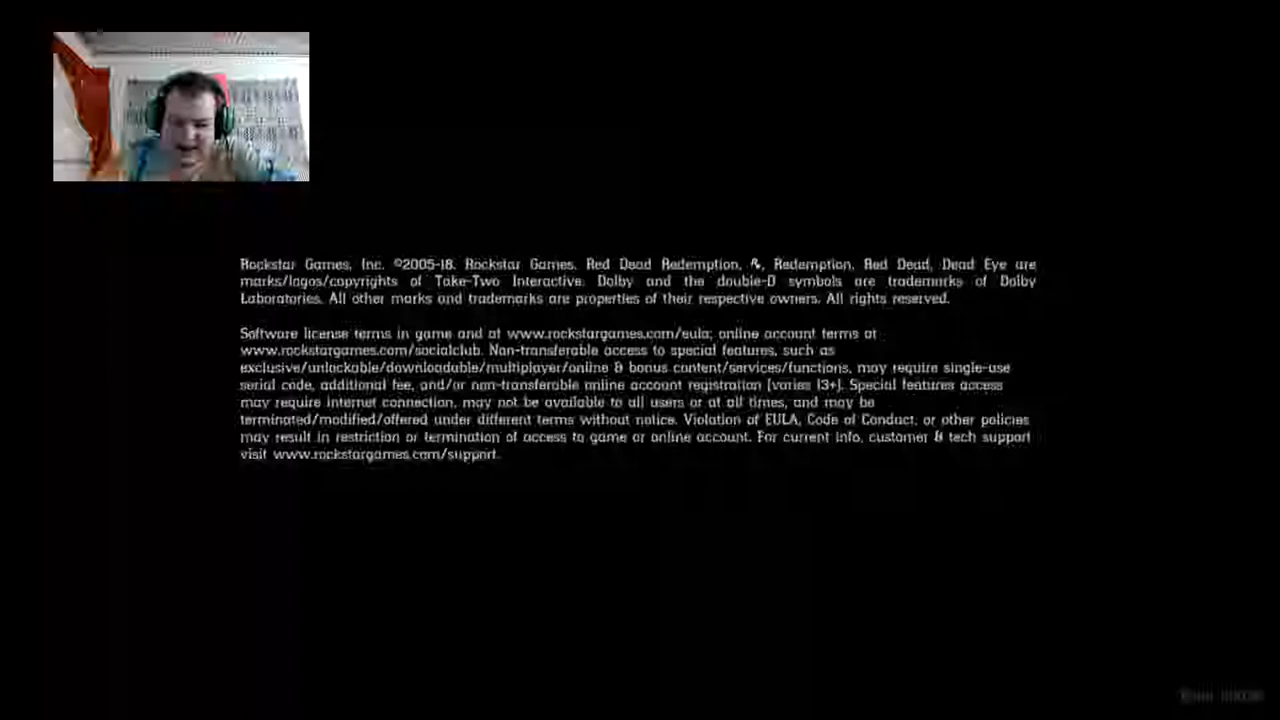 Rockstar Games, Inc. ©2005-18. Rockstar Games, Red Dead Redemption, R*, Redemption, Red Dead, Dead Eye are
marks/logos/copyrights of Take-Two Interactive. Dolby and the double-D symbols are trademarks of Dolby
Laboratories. All other marks and trademarks are properties of their respective owners. All rights reserved.
Software license terms in game and at www.rockstargames.com/eula; online account terms at
www.rockstargames.com/socialclub. Non-transferable access to special features, such as
exclusive/unlockable/downloadable/multiplayer/online & bonus content/services/functions, may require single-use
serial code, additional fee, and/or non-transferable online account registration (varies 13+). Special features access
may require internet connection, may not be available to all users or at all times, and may be
terminated/modified/offered under different terms without notice. Violation of EULA, Code of Conduct, or other policies
may result in restriction or termination of access to game or online account. For current info, customer & tech support
visit www.rockstargames.com/support.